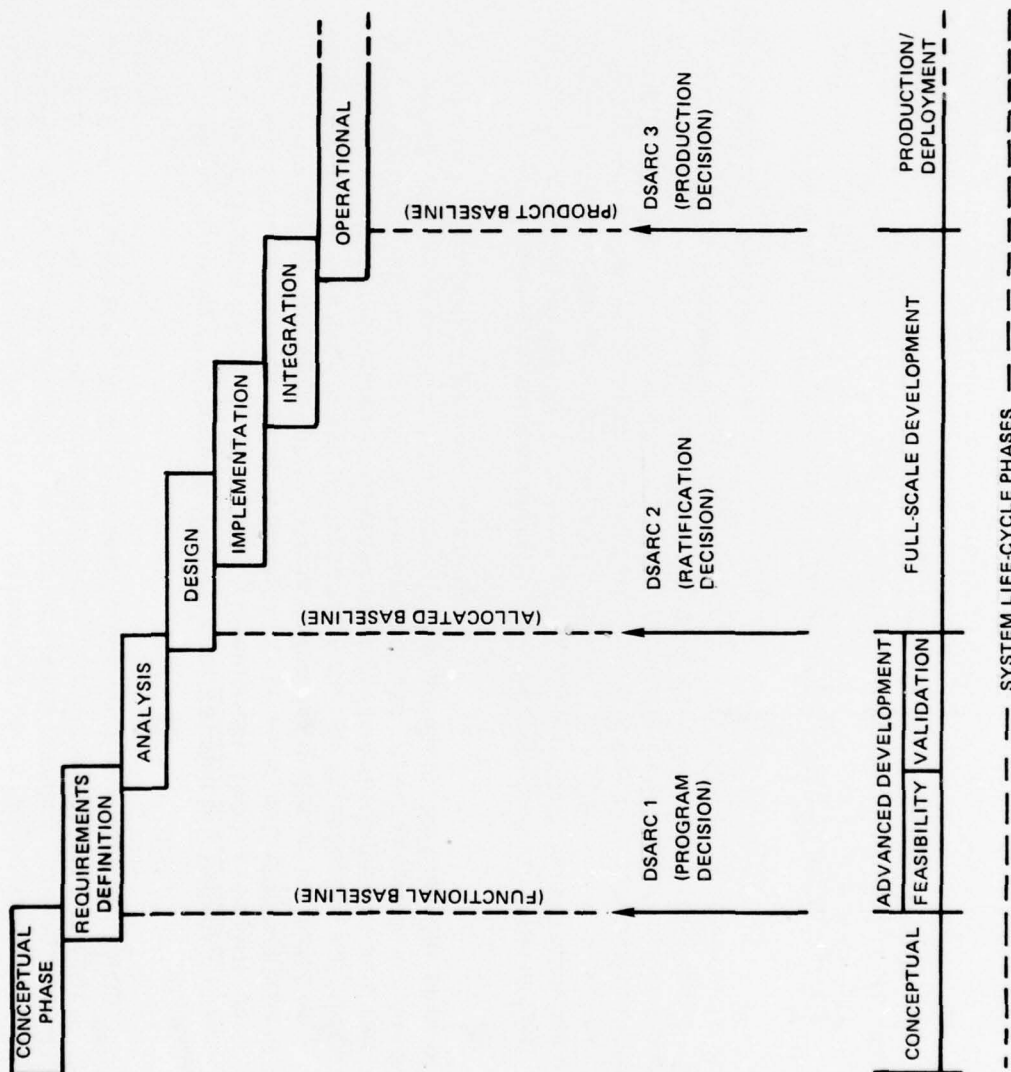 CONCEPTUAL
PHASE
REQUIREMENTS
DEFINITION
ANALYSIS
DESIGN
IMPLEMENTATION
INTEGRATION
OPERATIONAL
(FUNCTIONAL BASELINE)
(ALLOCATED BASELINE)
(PRODUCT BASELINE)
DSARC 1
(PROGRAM
DECISION)
DSARC 2
(RATIFICATION
DECISION)
DSARC 3
(PRODUCTION
DECISION)
CONCEPTUAL
ADVANCED DEVELOPMENT
FEASIBILITY
VALIDATION
FULL-SCALE DEVELOPMENT
PRODUCTION/
DEPLOYMENT
SYSTEM LIFE-CYCLE PHASES